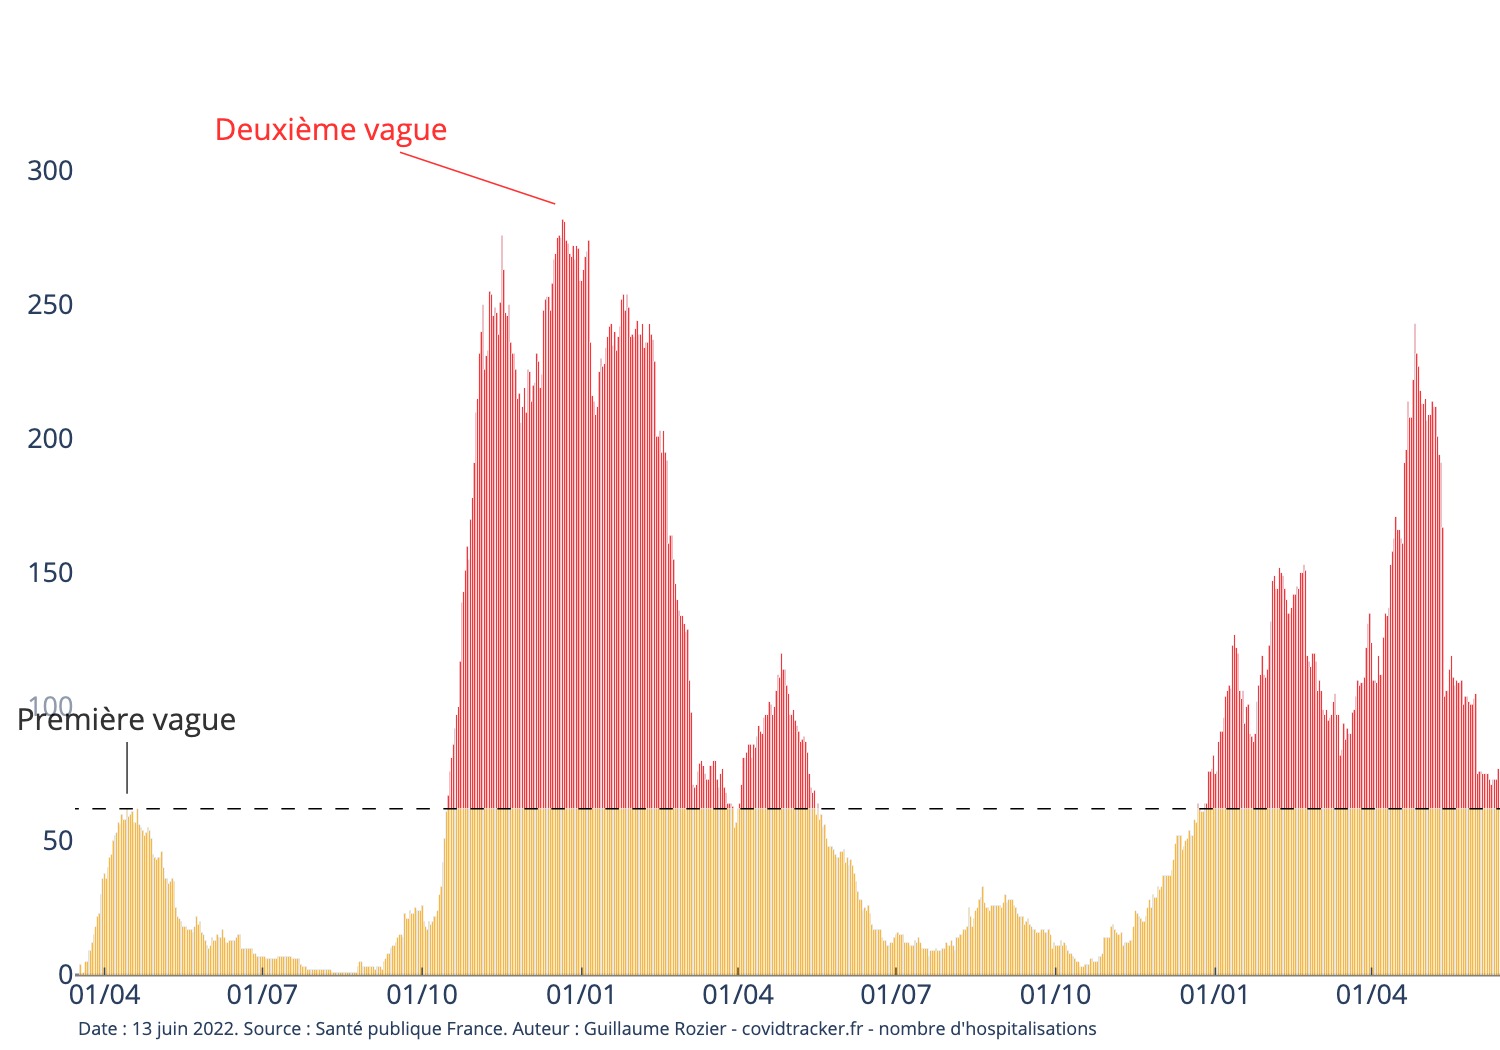 Deuxième vague
300
250
200
150
100
Première vague
50
0
01/04 01/07 01/10 01/01 01/04 01/07 01/10 01/01 01/04
Date : 13 juin 2022. Source : Santé publique France. Auteur : Guillaume Rozier - covidtracker.fr - nombre d'hospitalisations